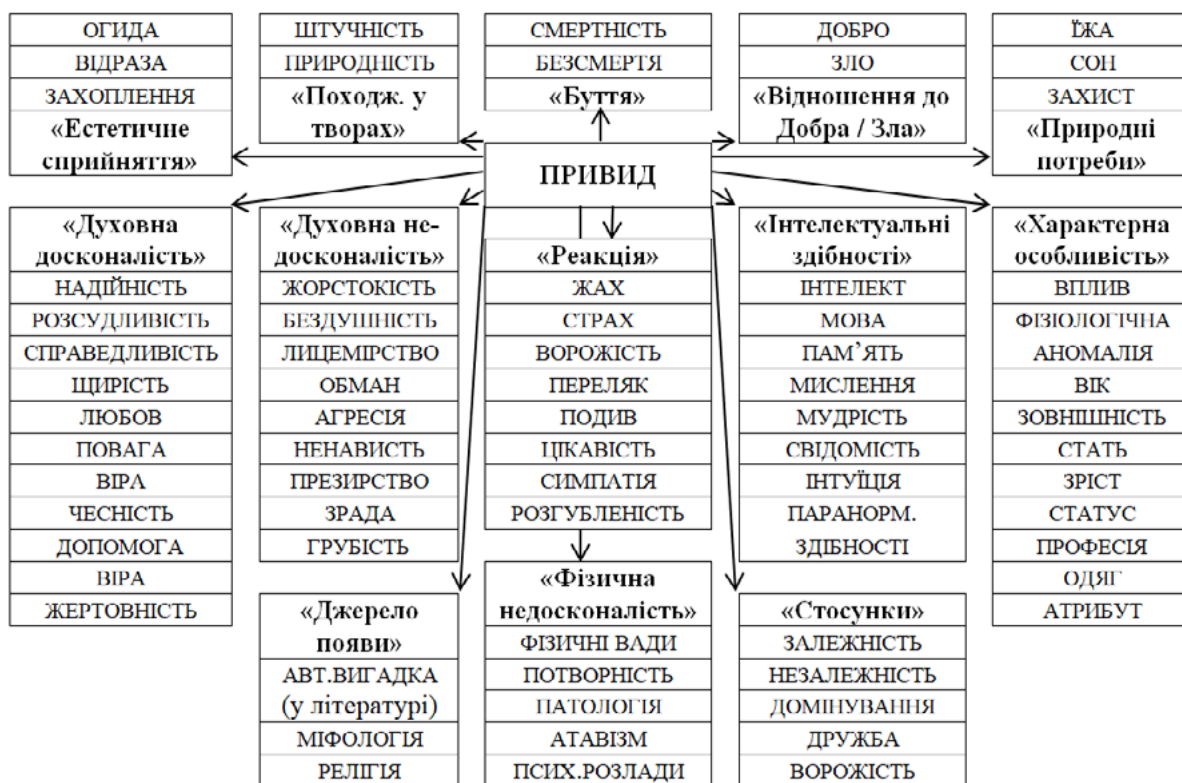 ОГИДА
ВІДРАЗА
ЗАХОПЛЕННЯ
«Естетичне
сприйняття»
ШТУЧНІСТЬ
ПРИРОДНІСТЬ
«Походж. у
творах»
СМЕРТНІСТЬ
БЕЗСМЕРТЯ
«Буття»
ДОБРО
ЗЛО
«Відношення до
Добра / Зла»
ЇЖА
СОН
ЗАХИСТ
«Природні
потреби»
ПРИВИД
«Духовна
досконалість»
НАДІЙНІСТЬ
РОЗСУДЛИВІСТЬ
СПРАВЕДЛИВІСТЬ
ЩИРІСТЬ
ЛЮБОВ
ПОВАГА
ВІРА
ЧЕСНІСТЬ
ДОПОМОГА
ВІРА
ЖЕРТОВНІСТЬ
«Духовна не-
досконалість»
ЖОРСТОКІСТЬ
БЕЗДУШНІСТЬ
ЛИЦЕМІРСТВО
ОБМАН
АГРЕСІЯ
НЕНАВИСТЬ
ПРЕЗИРСТВО
ЗРАДА
ГРУБІСТЬ
«Реакція»
ЖАХ
СТРАХ
ВОРОЖІСТЬ
ПЕРЕЛЯК
ПОДИВ
ЦІКАВІСТЬ
СИМПАТІЯ
РОЗГУБЛЕНІСТЬ
«Інтелектуальні
здібності»
ІНТЕЛЕКТ
МОВА
ПАМ’ЯТЬ
МИСЛЕННЯ
МУДРІСТЬ
СВІДОМІСТЬ
ІНТУЇЦІЯ
ПАРАНОРМ.
ЗДІБНОСТІ
«Характерна
особливість»
ВПЛИВ
ФІЗІОЛОГІЧНА
АНОМАЛІЯ
ВІК
ЗОВНІШНІСТЬ
СТАТЬ
ЗРІСТ
СТАТУС
ПРОФЕСІЯ
ОДЯГ
АТРИБУТ
«Джерело
появи»
АВТ.ВИГАДКА
(у літературі)
МІФОЛОГІЯ
РЕЛІГІЯ
«Фізична
недосконалість»
ФІЗИЧНІ ВАДИ
ПОТВОРНІСТЬ
ПАТОЛОГІЯ
АТАВІЗМ
ПСИХ.РОЗЛАДИ
«Стосунки»
ЗАЛЕЖНІСТЬ
НЕЗАЛЕЖНІСТЬ
ДОМІНУВАННЯ
ДРУЖБА
ВОРОЖІСТЬ